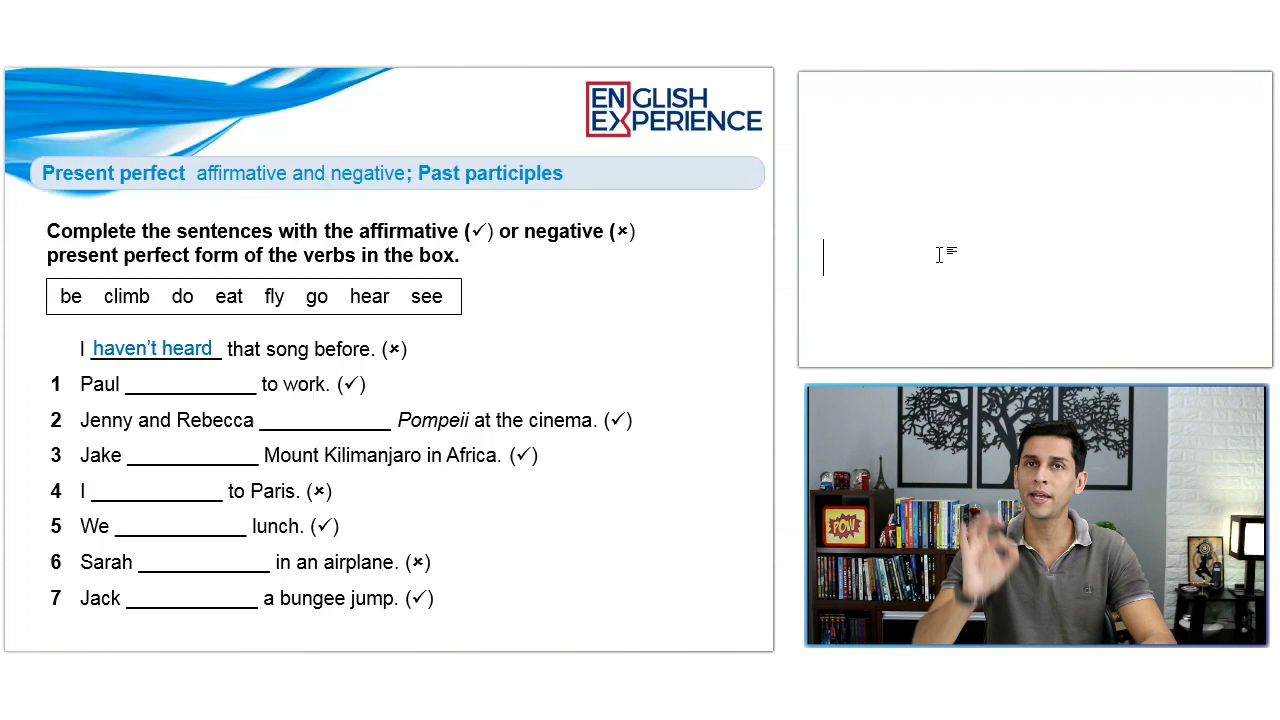 ENGLISH
EXPERIENCE
Present perfect affirmative and negative; Past participles
Complete the sentences with the affirmative (✓) or negative (×)
present perfect form of the verbs in the box.
be climb do eat fly go hear see
I haven’t heard that song before. (×)
1 Paul ____________ to work. (✓)
2 Jenny and Rebecca ____________ Pompeii at the cinema. (✓)
3 Jake ____________ Mount Kilimanjaro in Africa. (✓)
4 I ____________ to Paris. (×)
5 We ____________ lunch. (✓)
6 Sarah ____________ in an airplane. (×)
7 Jack ____________ a bungee jump. (✓)
POW